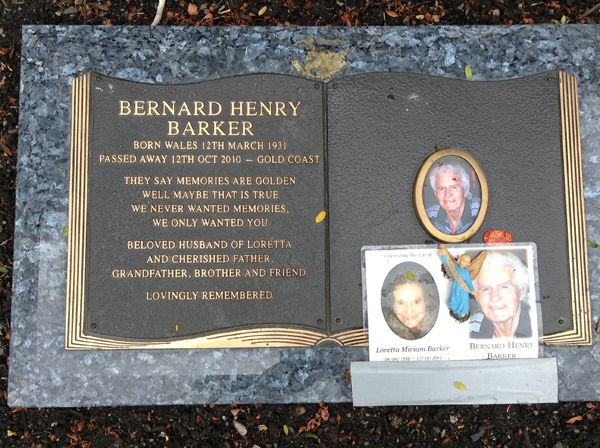 BERNARD HENRY
BARKER
BORN WALES 12TH MARCH 1931
PASSED AWAY 12TH OCT 2010 – GOLD COAST
THEY SAY MEMORIES ARE GOLDEN
WELL MAYBE THAT IS TRUE
WE NEVER WANTED MEMORIES,
WE ONLY WANTED YOU
BELOVED HUSBAND OF LORETTA
AND CHERISHED FATHER,
GRANDFATHER, BROTHER AND FRIEND
LOVINGLY REMEMBERED
Celebrating the life of
Loretta Miriam Barker
BERNARD HENRY
BARKER